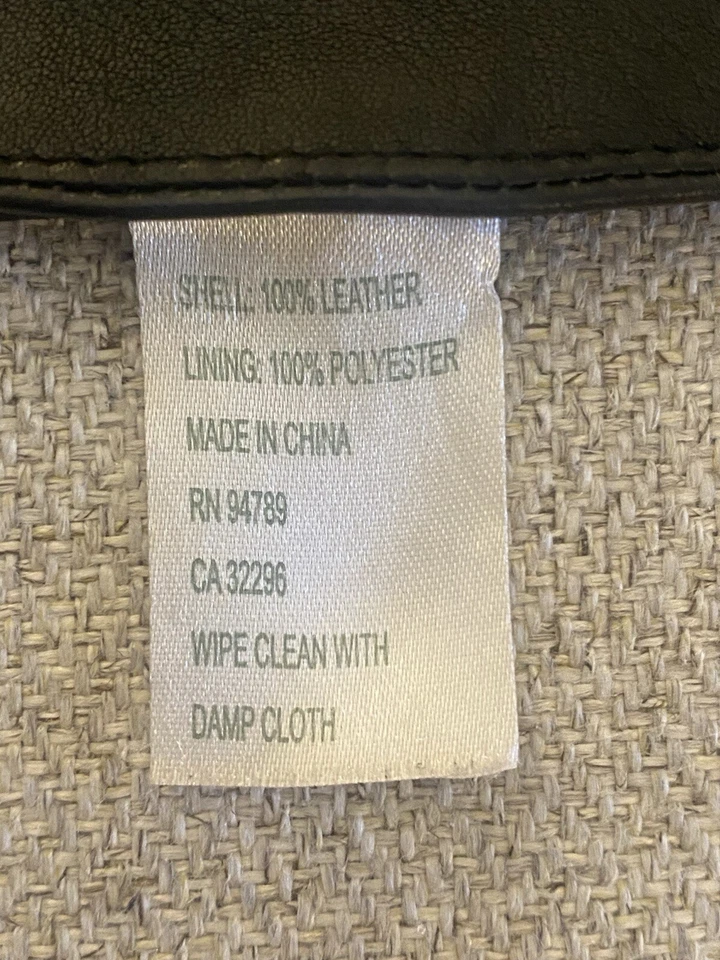 SHELL: 100% LEATHER
LINING: 100% POLYESTER
MADE IN CHINA
RN 94789
CA 32296
WIPE CLEAN WITH
DAMP CLOTH